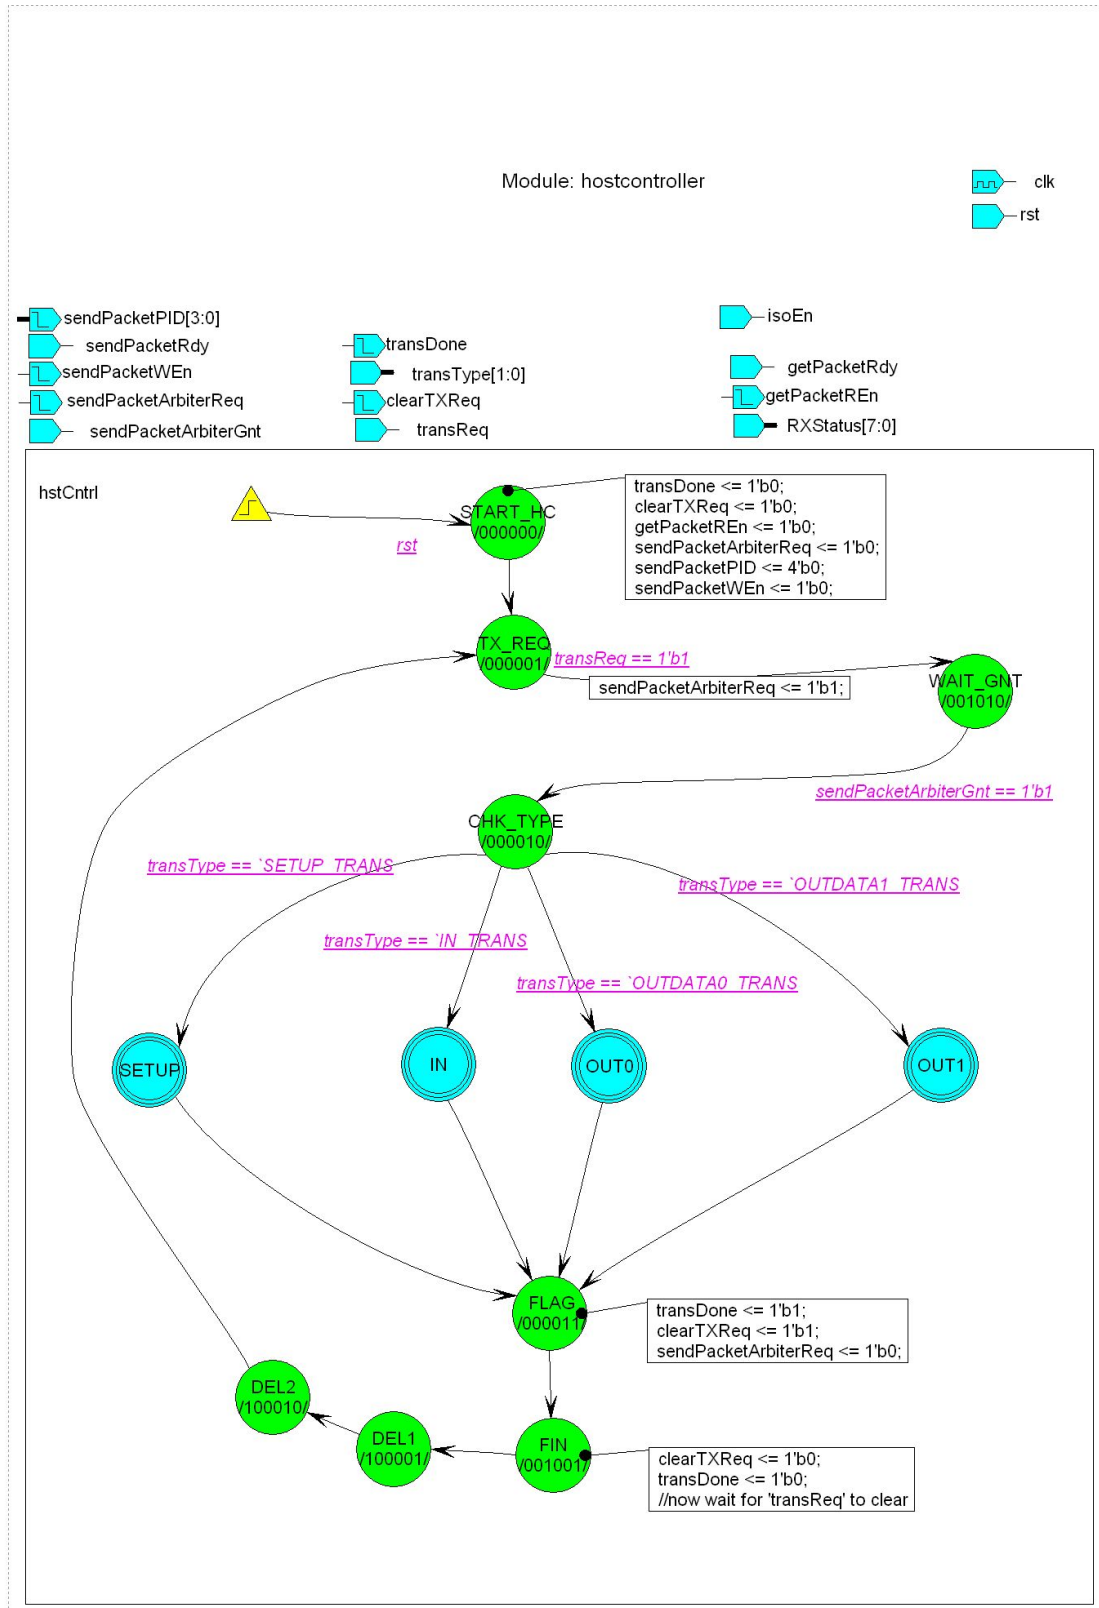 Module: hostcontroller
clk
rst
sendPacketPID[3:0]
sendPacketRdy
sendPacketWEn
sendPacketArbiterReq
sendPacketArbiterGnt
transDone
transType[1:0]
clearTXReq
transReq
isoEn
getPacketRdy
getPacketREn
RXStatus[7:0]
hstCntrl
rst
START_HC
/000000/
transDone <= 1'b0;
clearTXReq <= 1'b0;
getPacketREn <= 1'b0;
sendPacketArbiterReq <= 1'b0;
sendPacketPID <= 4'b0;
sendPacketWEn <= 1'b0;
TX_REQ
/000001/
transReq == 1'b1
sendPacketArbiterReq <= 1'b1;
WAIT_GNT
/001010/
sendPacketArbiterGnt == 1'b1
CHK_TYPE
/000010/
transType == `SETUP_TRANS
transType == `IN_TRANS
transType == `OUTDATA0_TRANS
transType == `OUTDATA1_TRANS
SETUP
IN
OUT0
OUT1
FLAG
/000011/
transDone <= 1'b1;
clearTXReq <= 1'b1;
sendPacketArbiterReq <= 1'b0;
DEL2
/100010/
DEL1
/100001/
FIN
/001001/
clearTXReq <= 1'b0;
transDone <= 1'b0;
//now wait for 'transReq' to clear